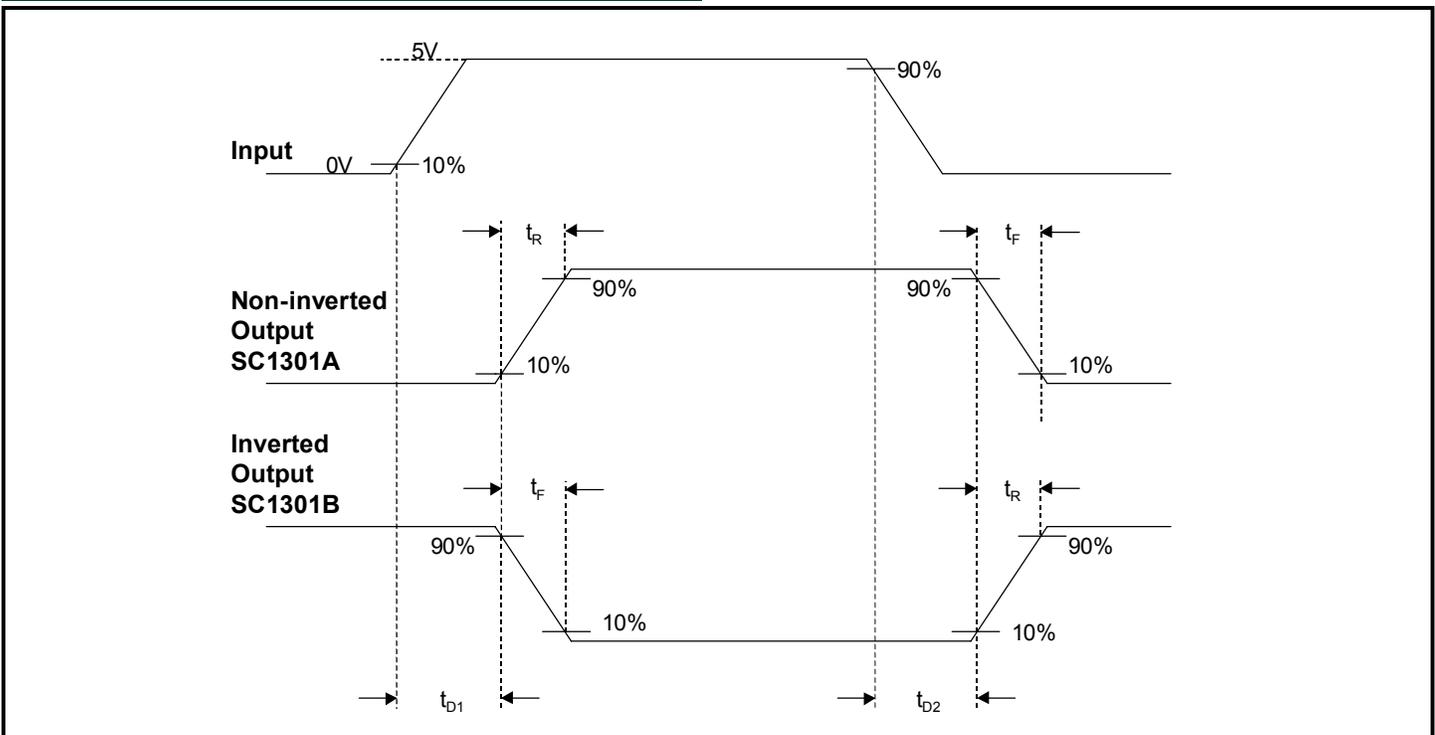 5V
90%
Input
0V
10%
tR
tF
Non-inverted
Output
SC1301A
90%
90%
10%
10%
Inverted
Output
SC1301B
tF
tR
90%
90%
10%
10%
tD1
tD2